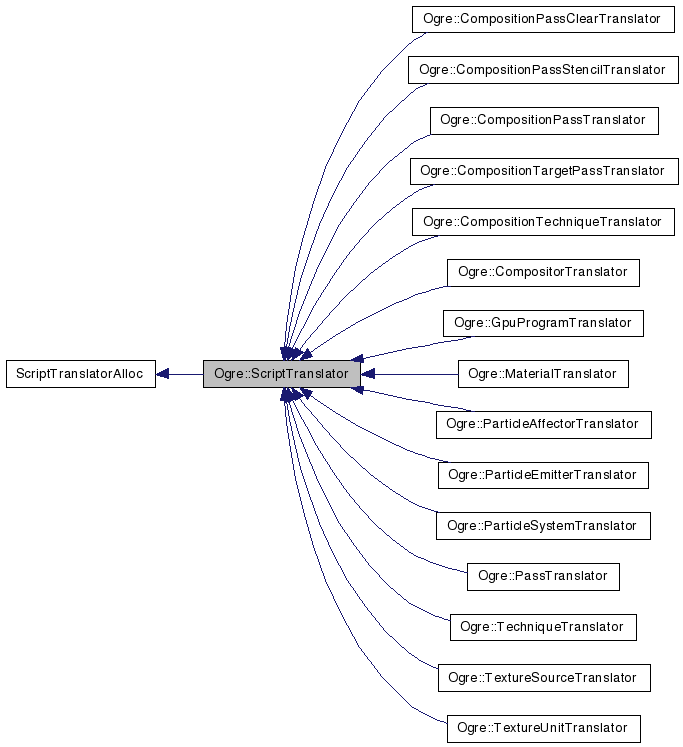 Ogre::CompositionPassClearTranslator
Ogre::CompositionPassStencilTranslator
Ogre::CompositionPassTranslator
Ogre::CompositionTargetPassTranslator
Ogre::CompositionTechniqueTranslator
Ogre::CompositorTranslator
Ogre::GpuProgramTranslator
ScriptTranslatorAlloc
Ogre::ScriptTranslator
Ogre::MaterialTranslator
Ogre::ParticleAffectorTranslator
Ogre::ParticleEmitterTranslator
Ogre::ParticleSystemTranslator
Ogre::PassTranslator
Ogre::TechniqueTranslator
Ogre::TextureSourceTranslator
Ogre::TextureUnitTranslator